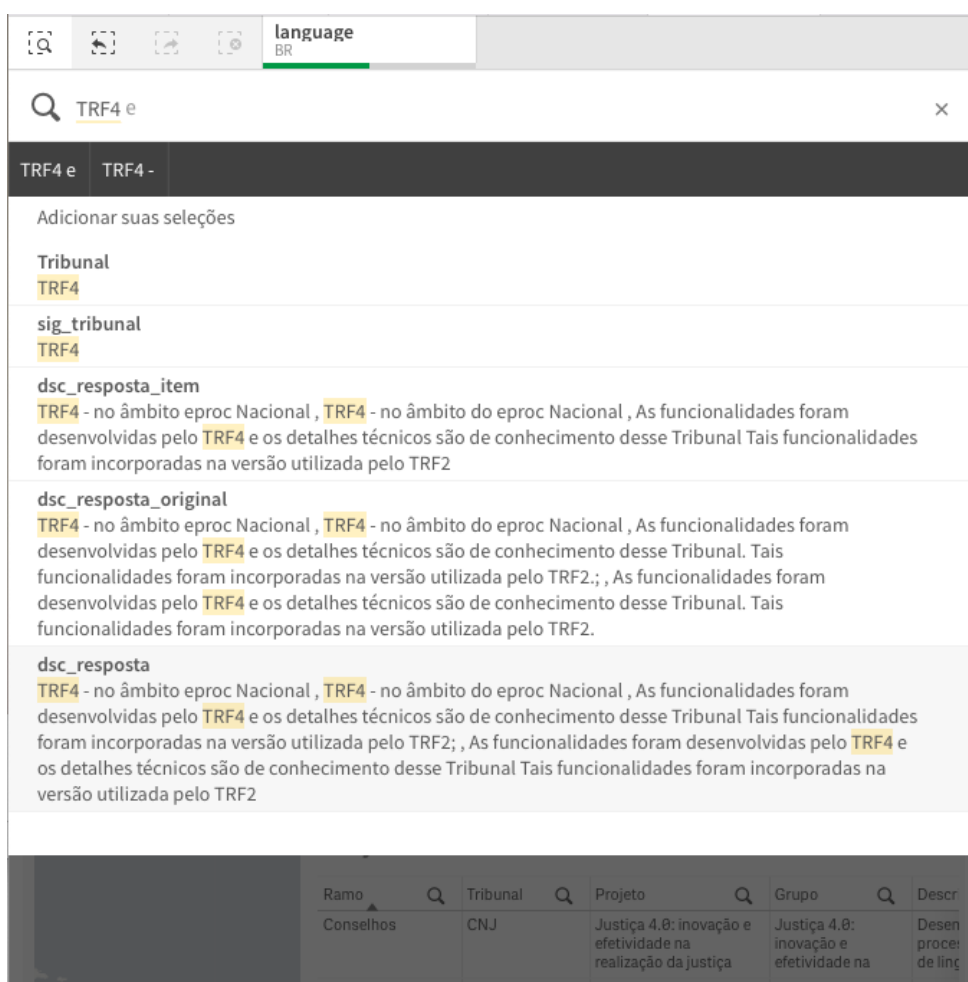 language
BR
TRF4 e
TRF4 e TRF4 -
Adicionar suas seleções
Tribunal
TRF4
sig_tribunal
TRF4
dsc_resposta_item
TRF4 - no âmbito eproc Nacional , TRF4 - no âmbito do eproc Nacional , As funcionalidades foram
desenvolvidas pelo TRF4 e os detalhes técnicos são de conhecimento desse Tribunal Tais funcionalidades
foram incorporadas na versão utilizada pelo TRF2
dsc_resposta_original
TRF4 - no âmbito eproc Nacional , TRF4 - no âmbito do eproc Nacional , As funcionalidades foram
desenvolvidas pelo TRF4 e os detalhes técnicos são de conhecimento desse Tribunal. Tais
funcionalidades foram incorporadas na versão utilizada pelo TRF2.; , As funcionalidades foram
desenvolvidas pelo TRF4 e os detalhes técnicos são de conhecimento desse Tribunal. Tais
funcionalidades foram incorporadas na versão utilizada pelo TRF2.
dsc_resposta
TRF4 - no âmbito eproc Nacional , TRF4 - no âmbito do eproc Nacional , As funcionalidades foram
desenvolvidas pelo TRF4 e os detalhes técnicos são de conhecimento desse Tribunal Tais funcionalidades
foram incorporadas na versão utilizada pelo TRF2; , As funcionalidades foram desenvolvidas pelo TRF4 e
os detalhes técnicos são de conhecimento desse Tribunal Tais funcionalidades foram incorporadas na
versão utilizada pelo TRF2
Ramo Tribunal Projeto Grupo Descr
Conselhos CNJ Justiça 4.0: inovação e Justiça 4.0: Desen
efetividade na inovação e proces
realização da justiça efetividade na de ling